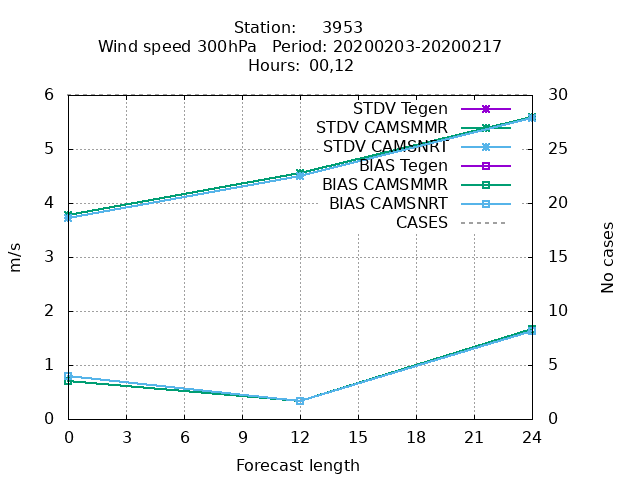 Station: 3953
Wind speed 300hPa Period: 20200203-20200217
Hours: 00,12
6
5
4
3
2
1
0
m/s
STDV Tegen
STDV CAMSMMR
STDV CAMSNRT
BIAS Tegen
BIAS CAMSMMR
BIAS CAMSNRT
CASES
30
25
20
15
10
5
0
No cases
0 3 6 9 12 15 18 21 24
Forecast length